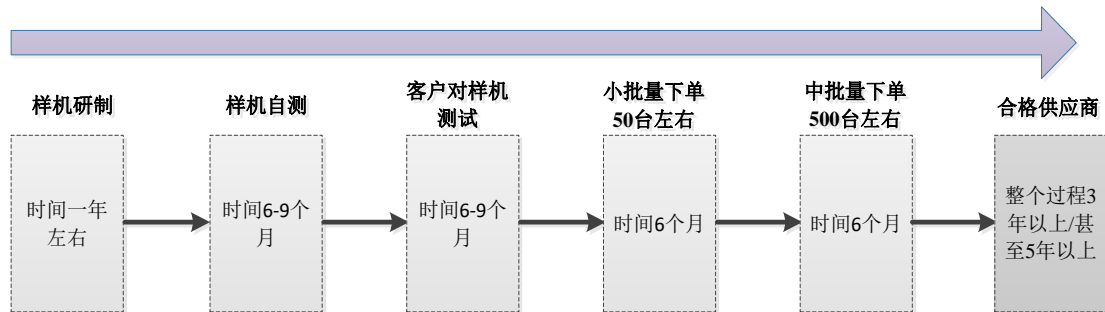 样机研制
样机自测
客户对样机
测试
小批量下单
50台左右
中批量下单
500台左右
合格供应商
时间一年
左右
时间6-9个
月
时间6-9个
月
时间6个月
时间6个月
整个过程3
年以上/甚
至5年以上